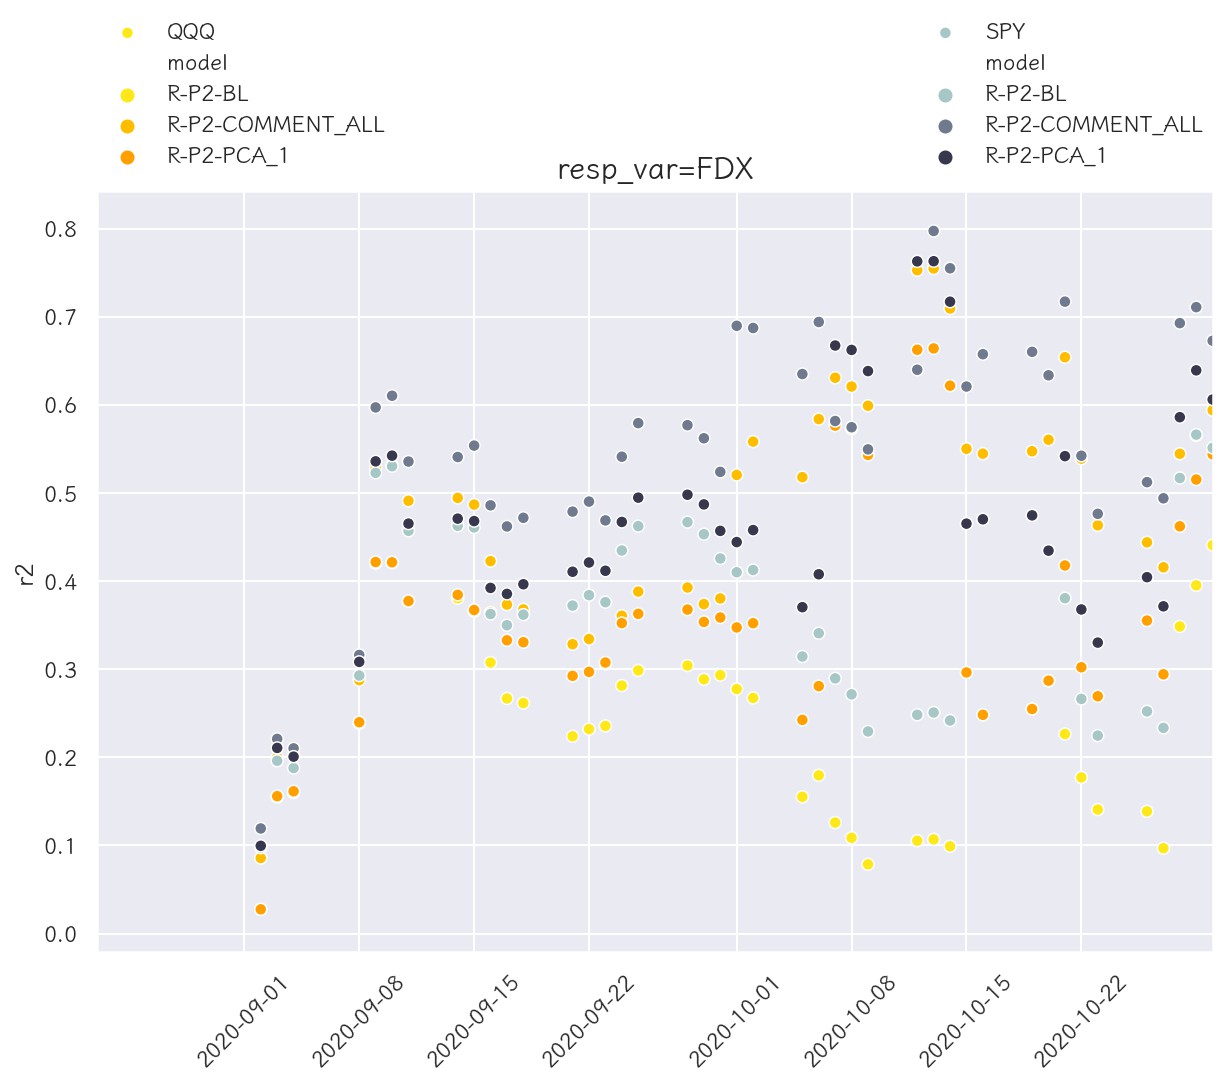 QQQ
model
R-P2-BL
R-P2-COMMENT_ALL
R-P2-PCA_1
SPY
model
R-P2-BL
R-P2-COMMENT_ALL
R-P2-PCA_1
resp_var=FDX
r2
0.8
0.7
0.6
0.5
0.4
0.3
0.2
0.1
0.0
2020-09-01
2020-09-08
2020-09-15
2020-09-22
2020-10-01
2020-10-08
2020-10-15
2020-10-22